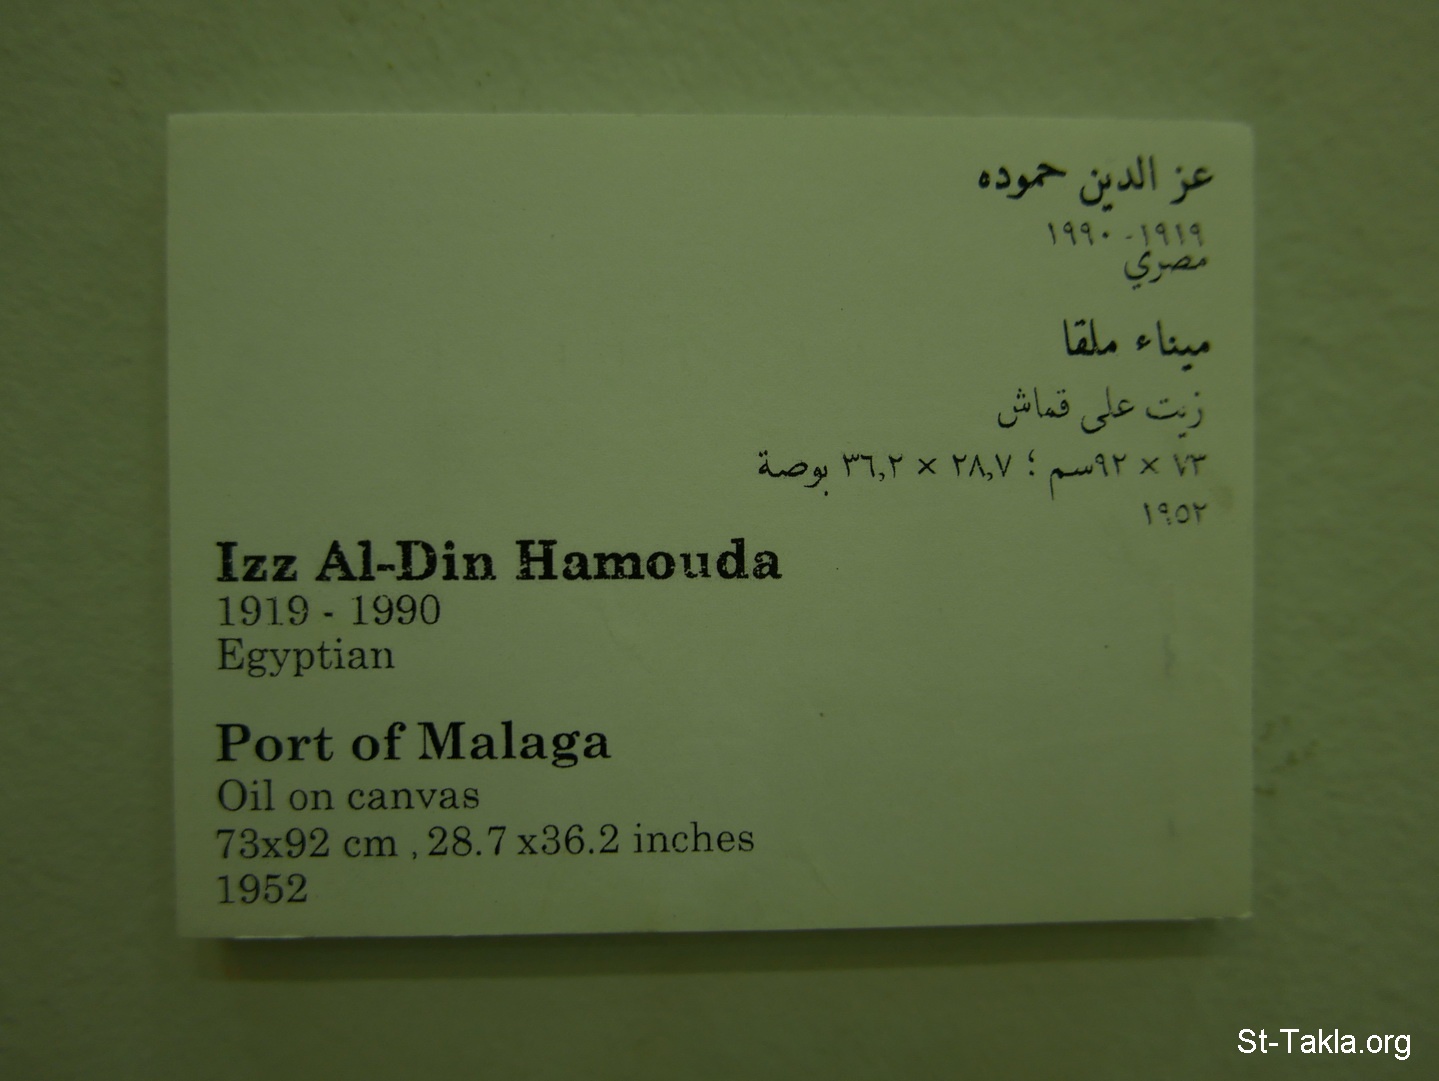 عز الدين حموده
١٩١٩ - ١٩٩٠
مصري
ميناء ملقا
زيت على قماش
٧٣ × ٩٢سم ؛ ٢٨,٧ × ٣٦,٢ بوصة
١٩٥٢
Izz Al-Din Hamouda
1919 - 1990
Egyptian
Port of Malaga
Oil on canvas
73x92 cm , 28.7 x36.2 inches
1952
St-Takla.org